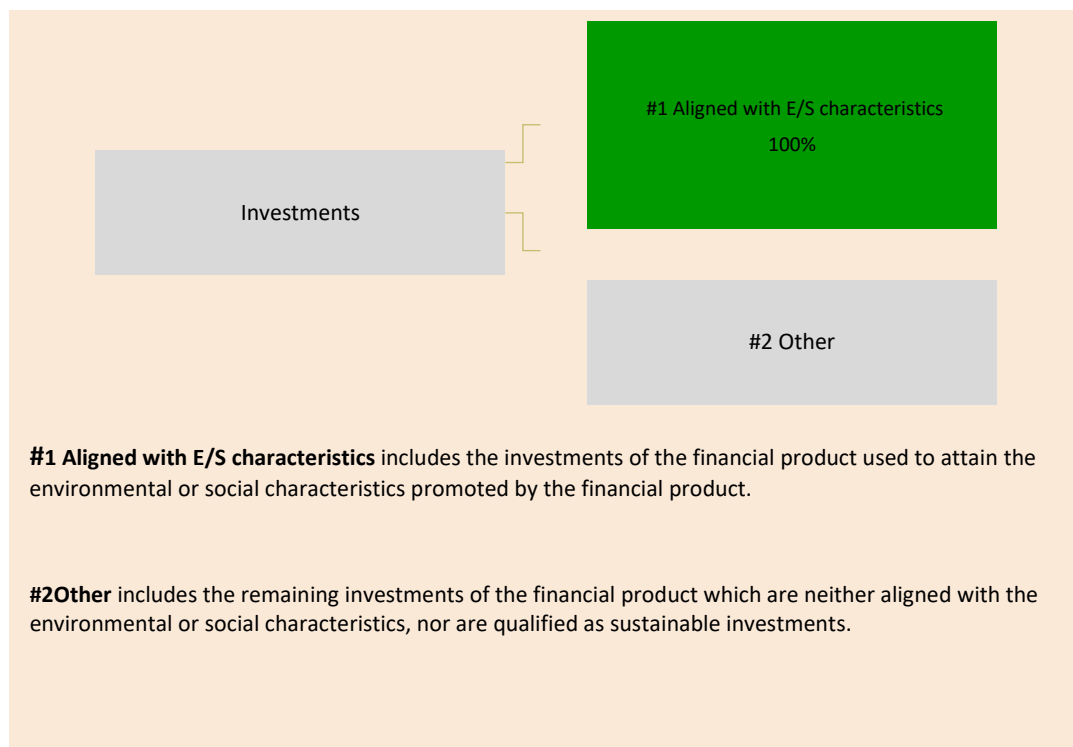 #1 Aligned with E/S characteristics
100%
Investments
#2 Other
#1 Aligned with E/S characteristics includes the investments of the financial product used to attain the
environmental or social characteristics promoted by the financial product.
#2Other includes the remaining investments of the financial product which are neither aligned with the
environmental or social characteristics, nor are qualified as sustainable investments.